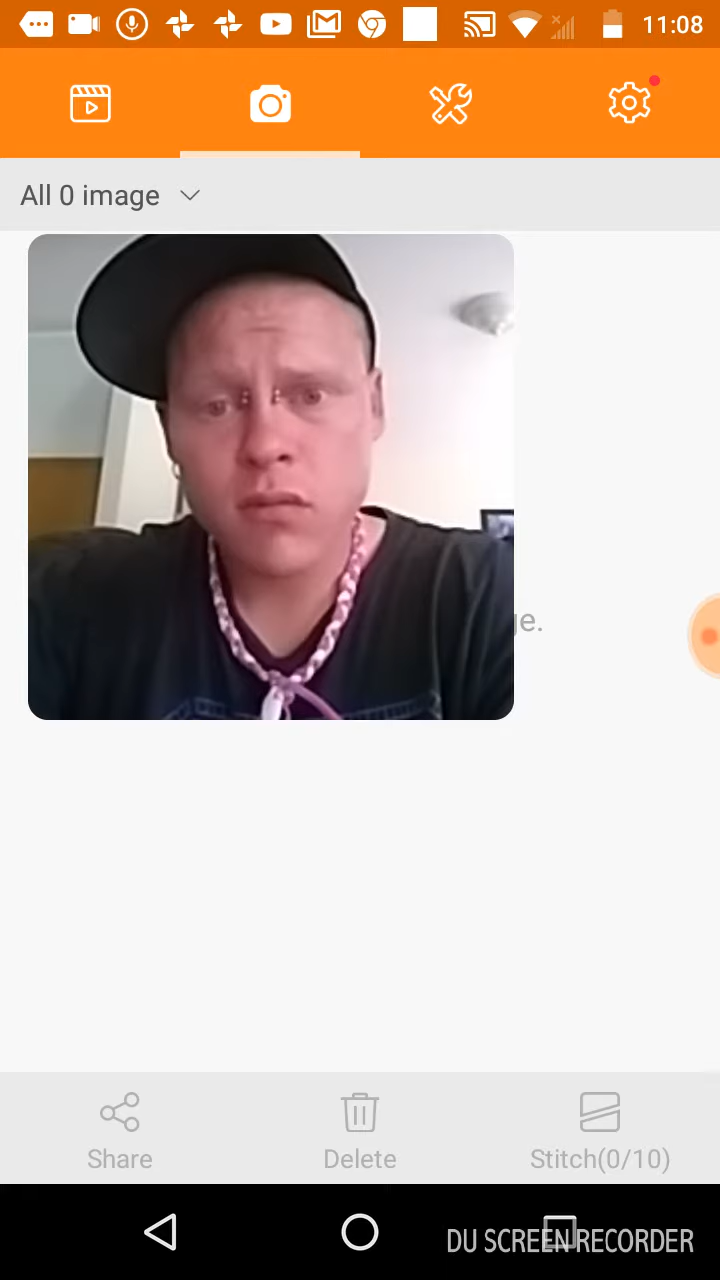 11:08
All 0 image
ge.
Share
Delete
Stitch(0/10)
DU SCREEN RECORDER